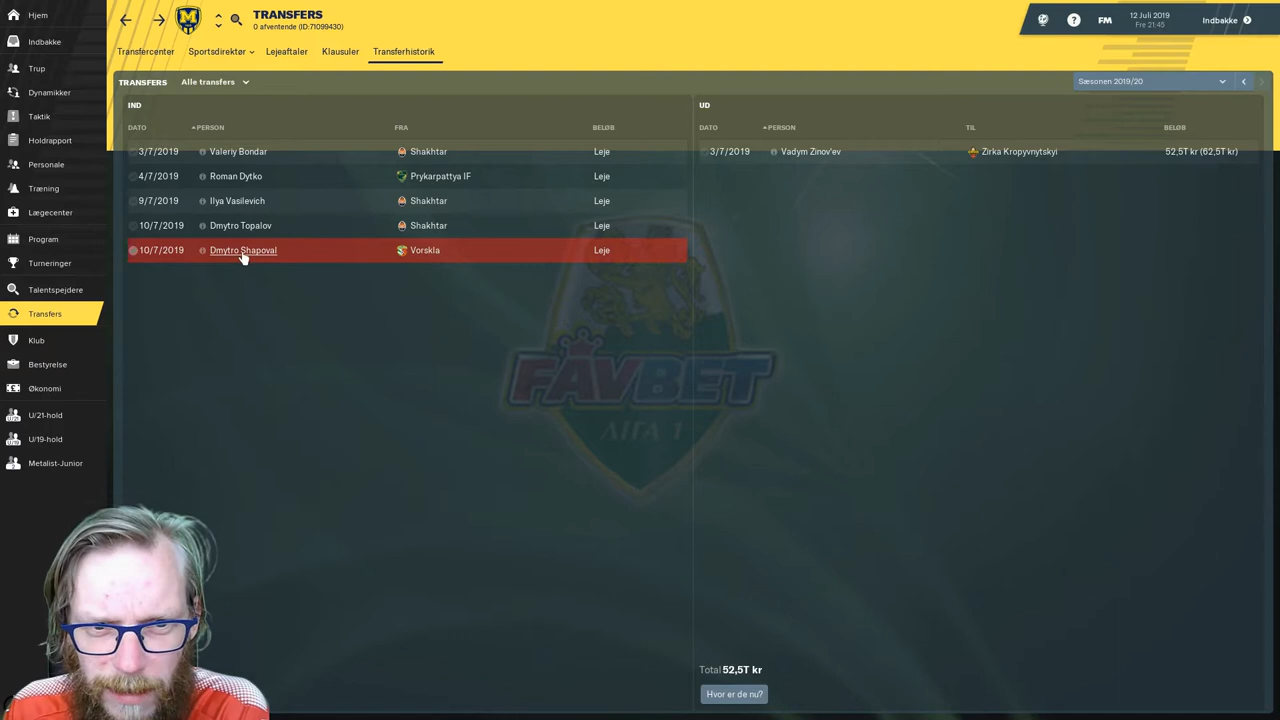 Hjem
Indbakke
Trup
Dynamikker
Taktik
Holdrapport
Personale
Træning
Lægecenter
Program
Turneringer
Talentspejdere
Transfers
Klub
Bestyrelse
Økonomi
U/21-hold
U/19-hold
Metalist-Junior
TRANSFERS
0 afventende (ID:71099430)
FM
12 Juli 2019
Fre 21:45
Indbakke
Transfercenter Sportsdirektør Lejeaftaler Klausuler Transferhistorik
TRANSFERS Alle transfers Sæsonen 2019/20
IND
DATO PERSON FRA BELØB
3/7/2019 Valeriy Bondar Shakhtar Leje
4/7/2019 Roman Dytko Prykarpattya IF Leje
9/7/2019 Ilya Vasilevich Shakhtar Leje
10/7/2019 Dmytro Topalov Shakhtar Leje
10/7/2019 Dmytro Shapoval Vorskla Leje
UD
DATO PERSON TIL BELØB
3/7/2019 Vadym Zinov'ev Zirka Kropyvnytskyi 52,5T kr (62,5T kr)
FAVBET
ЛІГА 1
Total 52,5T kr
Hvor er de nu?